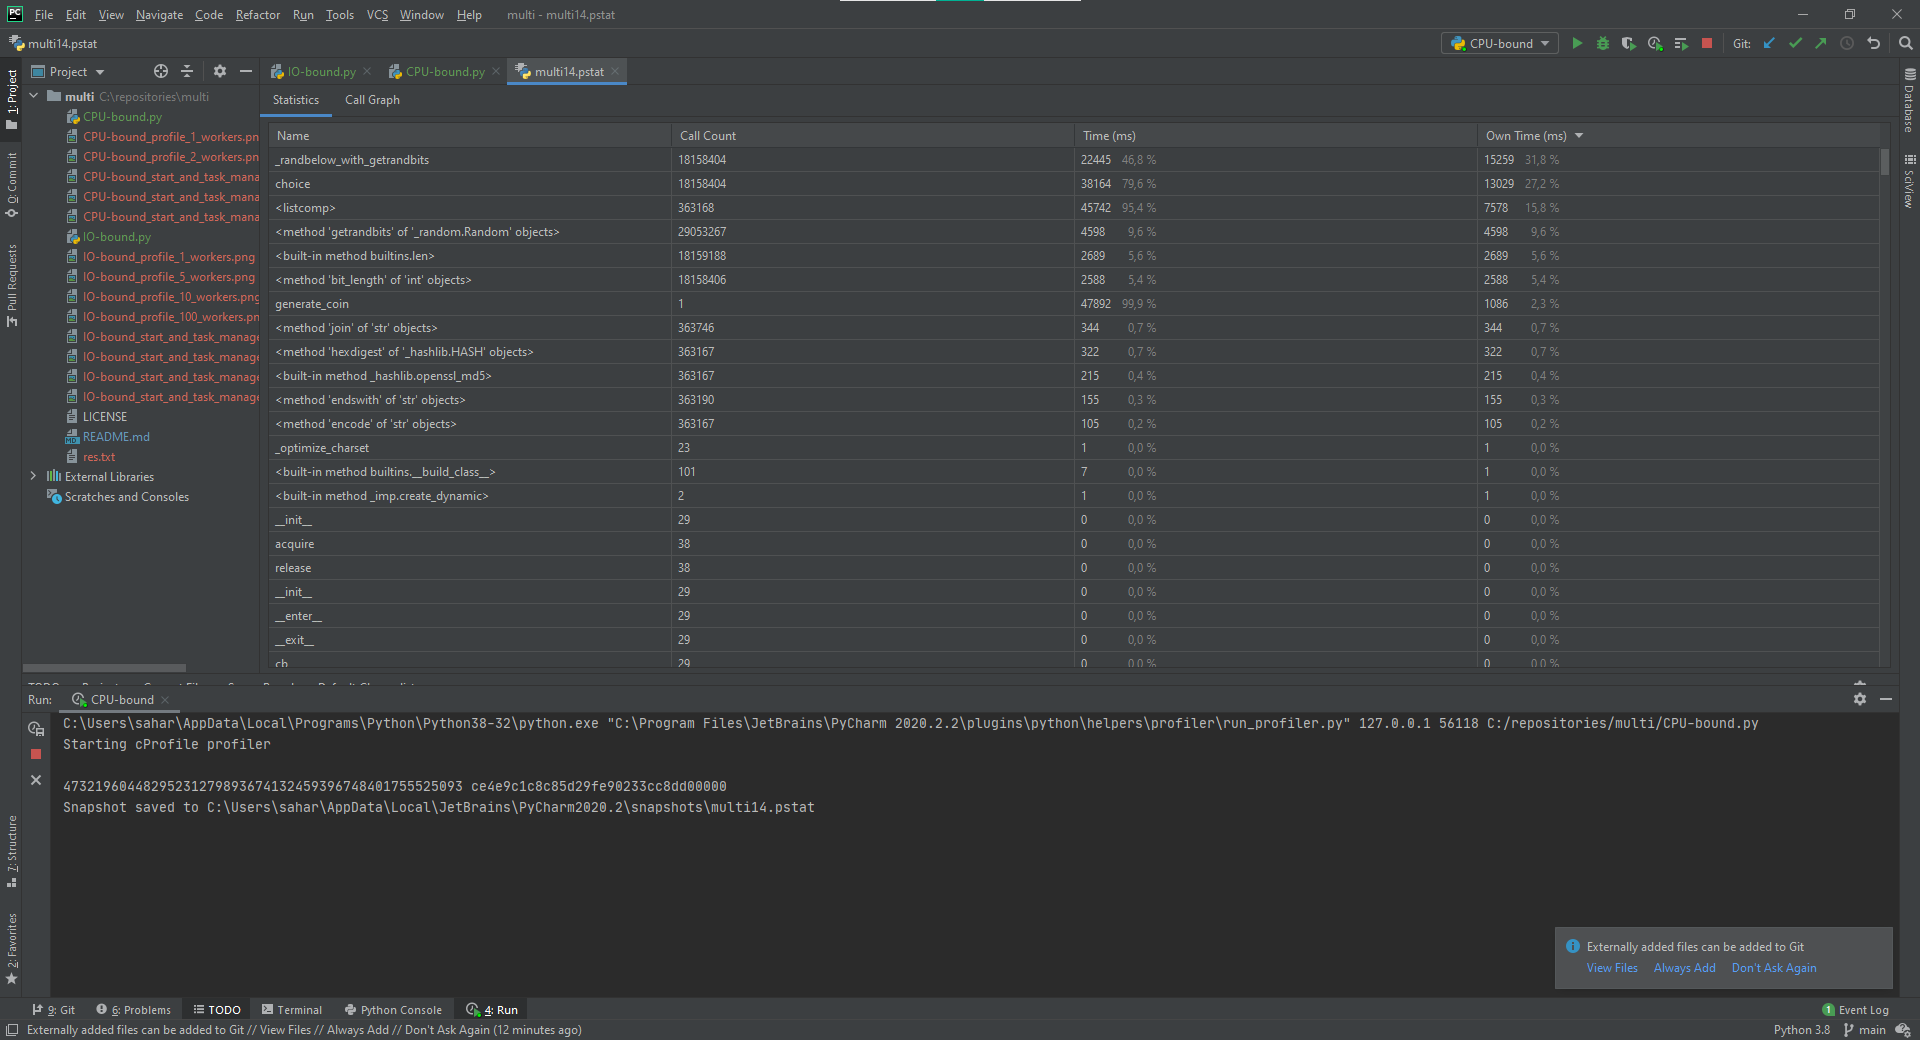 File Edit View Navigate Code Refactor Run Tools VCS Window Help multi - multi14.pstat
multi14.pstat
CPU-bound
Git:
1: Project
0: Commit
Pull Requests
7: Structure
2: Favorites
Project
multi C:\repositories\multi
CPU-bound.py
CPU-bound_profile_1_workers.pn
CPU-bound_profile_2_workers.pn
CPU-bound_start_and_task_mana
CPU-bound_start_and_task_mana
CPU-bound_start_and_task_mana
IO-bound.py
IO-bound_profile_1_workers.png
IO-bound_profile_5_workers.png
IO-bound_profile_10_workers.png
IO-bound_profile_100_workers.pn
IO-bound_start_and_task_manage
IO-bound_start_and_task_manage
IO-bound_start_and_task_manage
IO-bound_start_and_task_manage
LICENSE
README.md
res.txt
External Libraries
Scratches and Consoles
IO-bound.py CPU-bound.py multi14.pstat
Statistics Call Graph
Name Call Count Time (ms) Own Time (ms)
_randbelow_with_getrandbits 18158404 22445 46,8 % 15259 31,8 %
choice 18158404 38164 79,6 % 13029 27,2 %
<listcomp> 363168 45742 95,4 % 7578 15,8 %
<method 'getrandbits' of '_random.Random' objects> 29053267 4598 9,6 % 4598 9,6 %
<built-in method builtins.len> 18159188 2689 5,6 % 2689 5,6 %
<method 'bit_length' of 'int' objects> 18158406 2588 5,4 % 2588 5,4 %
generate_coin 1 47892 99,9 % 1086 2,3 %
<method 'join' of 'str' objects> 363746 344 0,7 % 344 0,7 %
<method 'hexdigest' of '_hashlib.HASH' objects> 363167 322 0,7 % 322 0,7 %
<built-in method _hashlib.openssl_md5> 363167 215 0,4 % 215 0,4 %
<method 'endswith' of 'str' objects> 363190 155 0,3 % 155 0,3 %
<method 'encode' of 'str' objects> 363167 105 0,2 % 105 0,2 %
_optimize_charset 23 1 0,0 % 1 0,0 %
<built-in method builtins.__build_class__> 101 7 0,0 % 1 0,0 %
<built-in method _imp.create_dynamic> 2 1 0,0 % 1 0,0 %
__init__ 29 0 0,0 % 0 0,0 %
acquire 38 0 0,0 % 0 0,0 %
release 38 0 0,0 % 0 0,0 %
__init__ 29 0 0,0 % 0 0,0 %
__enter__ 29 0 0,0 % 0 0,0 %
__exit__ 29 0 0,0 % 0 0,0 %
cb 29 0 0,0 % 0 0,0 %
Database
SciView
Run: CPU-bound
C:\Users\sahar\AppData\Local\Programs\Python\Python38-32\python.exe "C:\Program Files\JetBrains\PyCharm 2020.2.2\plugins\python\helpers\profiler\run_profiler.py" 127.0.0.1 56118 C:/repositories/multi/CPU-bound.py
Starting cProfile profiler
47321960448295231279893674132459396748401755525093 ce4e9c1c8c85d29fe90233cc8dd00000
Snapshot saved to C:\Users\sahar\AppData\Local\JetBrains\PyCharm2020.2\snapshots\multi14.pstat
Externally added files can be added to Git
View Files Always Add Don't Ask Again
9: Git 6: Problems TODO Terminal Python Console 4: Run 1 Event Log
Externally added files can be added to Git // View Files // Always Add // Don't Ask Again (12 minutes ago) Python 3.8 main